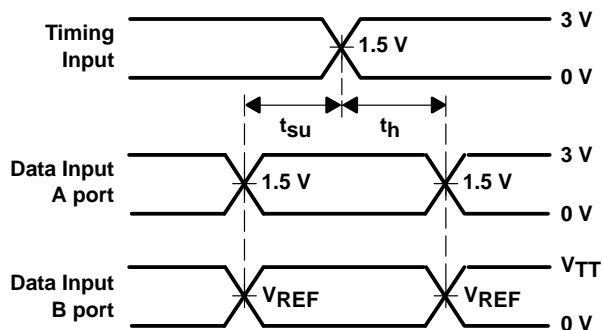 Timing
Input
3 V
1.5 V
0 V
tsu
th
Data Input
A port
3 V
1.5 V
1.5 V
0 V
Data Input
B port
VTT
VREF
VREF
0 V